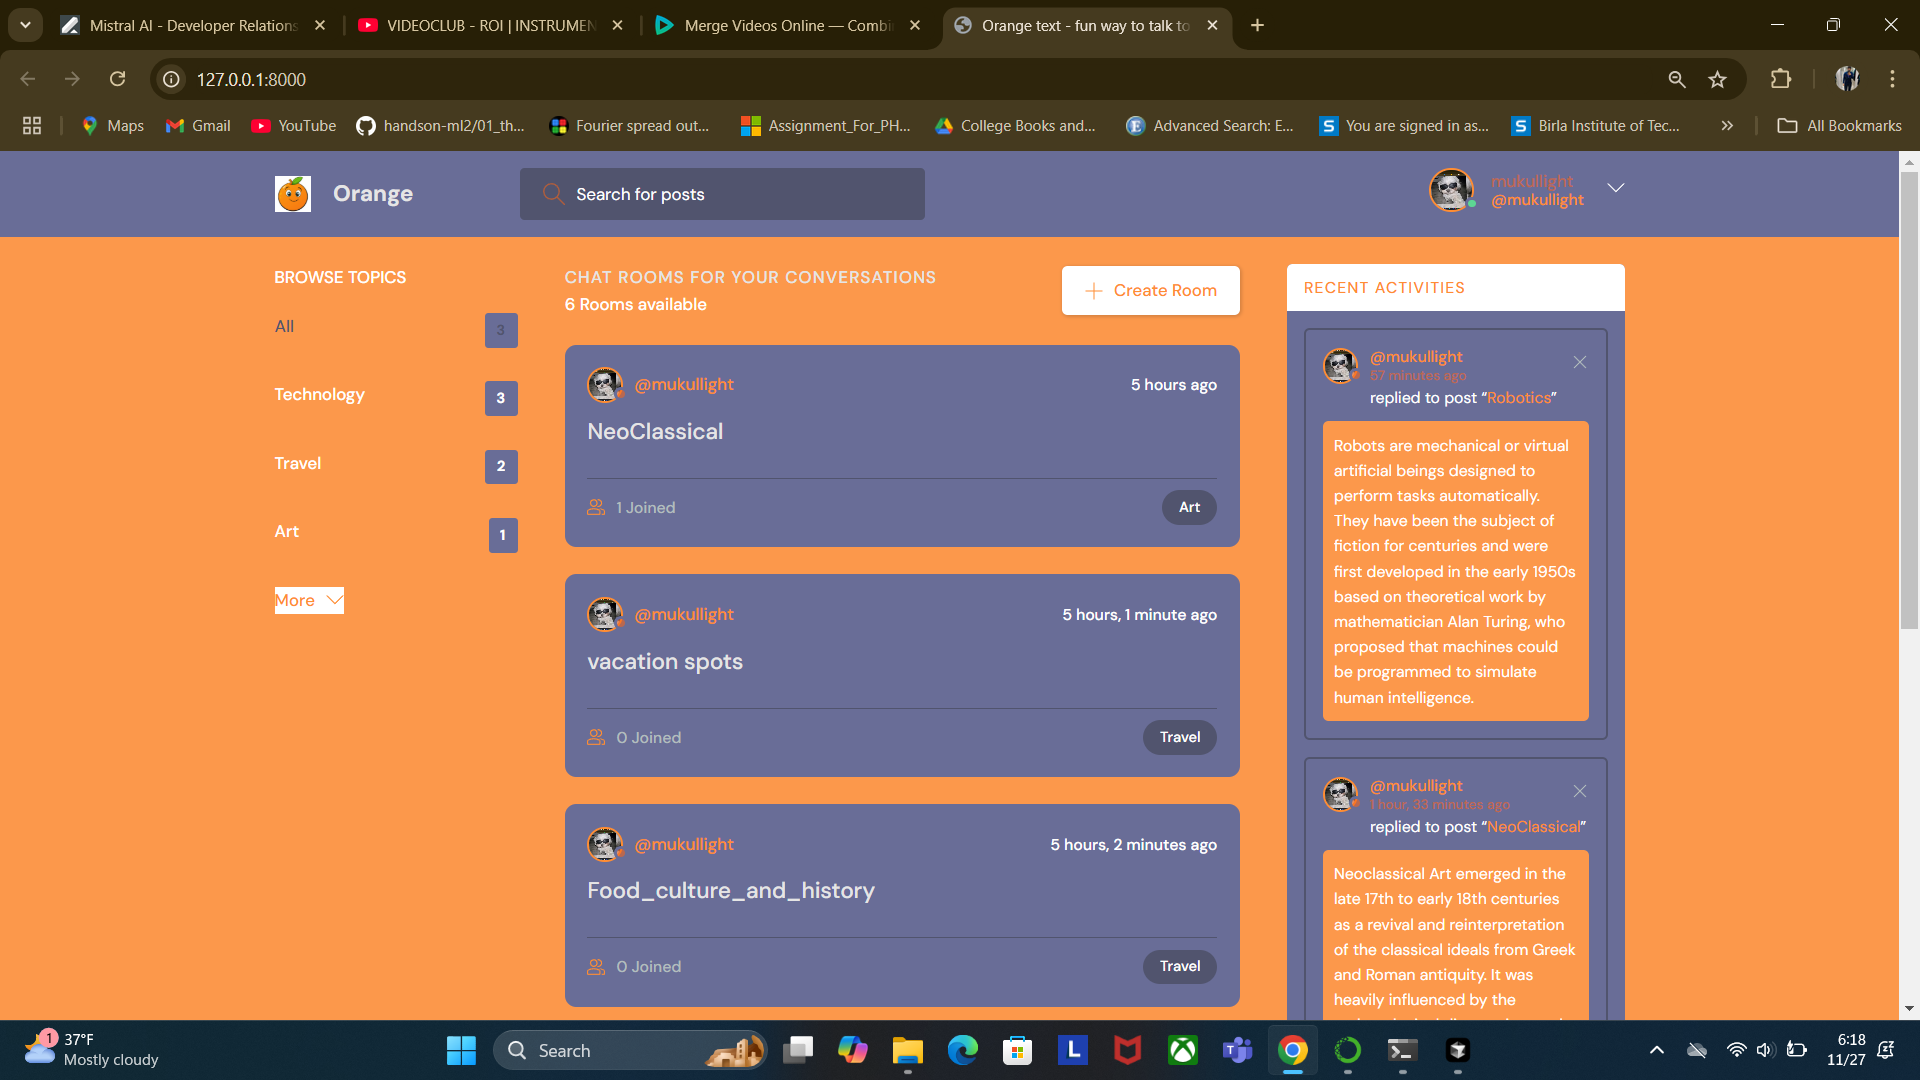 Mistral AI - Developer Relations
VIDEOCLUB - ROI | INSTRUMEN
Merge Videos Online — Combi
Orange text - fun way to talk to
127.0.0.1:8000
Maps
Gmail
YouTube
handson-ml2/01_th...
Fourier spread out...
Assignment_For_PH...
College Books and...
Advanced Search: E...
You are signed in as...
Birla Institute of Tec...
All Bookmarks
Orange
Search for posts
mukullight
@mukullight
BROWSE TOPICS
All 3
Technology 3
Travel 2
Art 1
More
CHAT ROOMS FOR YOUR CONVERSATIONS
6 Rooms available
Create Room
@mukullight 5 hours ago
NeoClassical
1 Joined Art
@mukullight 5 hours, 1 minute ago
vacation spots
0 Joined Travel
@mukullight 5 hours, 2 minutes ago
Food_culture_and_history
0 Joined Travel
RECENT ACTIVITIES
@mukullight
57 minutes ago
replied to post “Robotics”
Robots are mechanical or virtual
artificial beings designed to
perform tasks automatically.
They have been the subject of
fiction for centuries and were
first developed in the early 1950s
based on theoretical work by
mathematician Alan Turing, who
proposed that machines could
be programmed to simulate
human intelligence.
@mukullight
1 hour, 33 minutes ago
replied to post “NeoClassical”
Neoclassical Art emerged in the
late 17th to early 18th centuries
as a revival and reinterpretation
of the classical ideals from Greek
and Roman antiquity. It was
heavily influenced by the
1
37°F
Mostly cloudy
Search
L
6:18
11/27